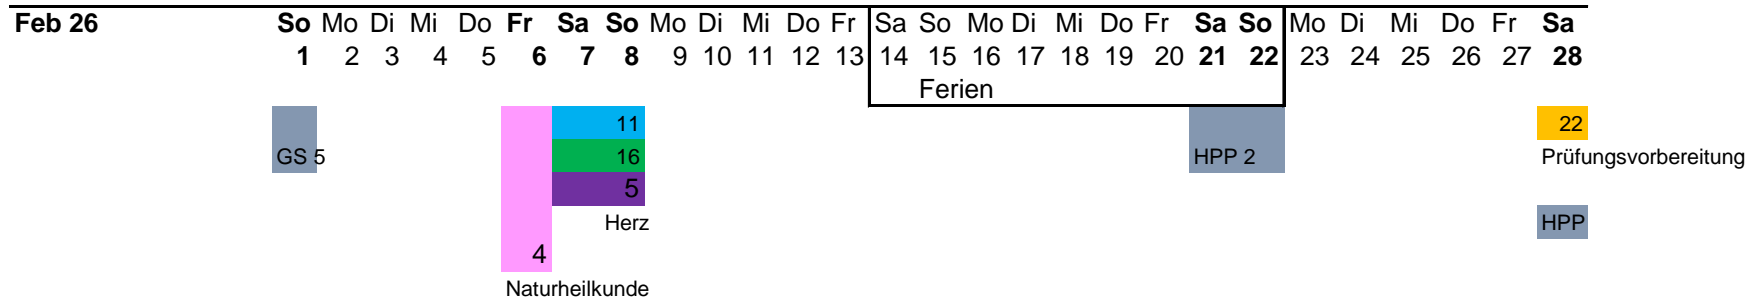 Feb 26 So Mo Di Mi Do Fr Sa So Mo Di Mi Do Fr Sa So Mo Di Mi Do Fr Sa So Mo Di Mi Do Fr Sa
1 2 3 4 5 6 7 8 9 10 11 12 13 14 15 16 17 18 19 20 21 22 23 24 25 26 27 28
Ferien
11 22
GS 5 16 HPP 2 Prüfungsvorbereitung
5
Herz HPP
4
Naturheilkunde